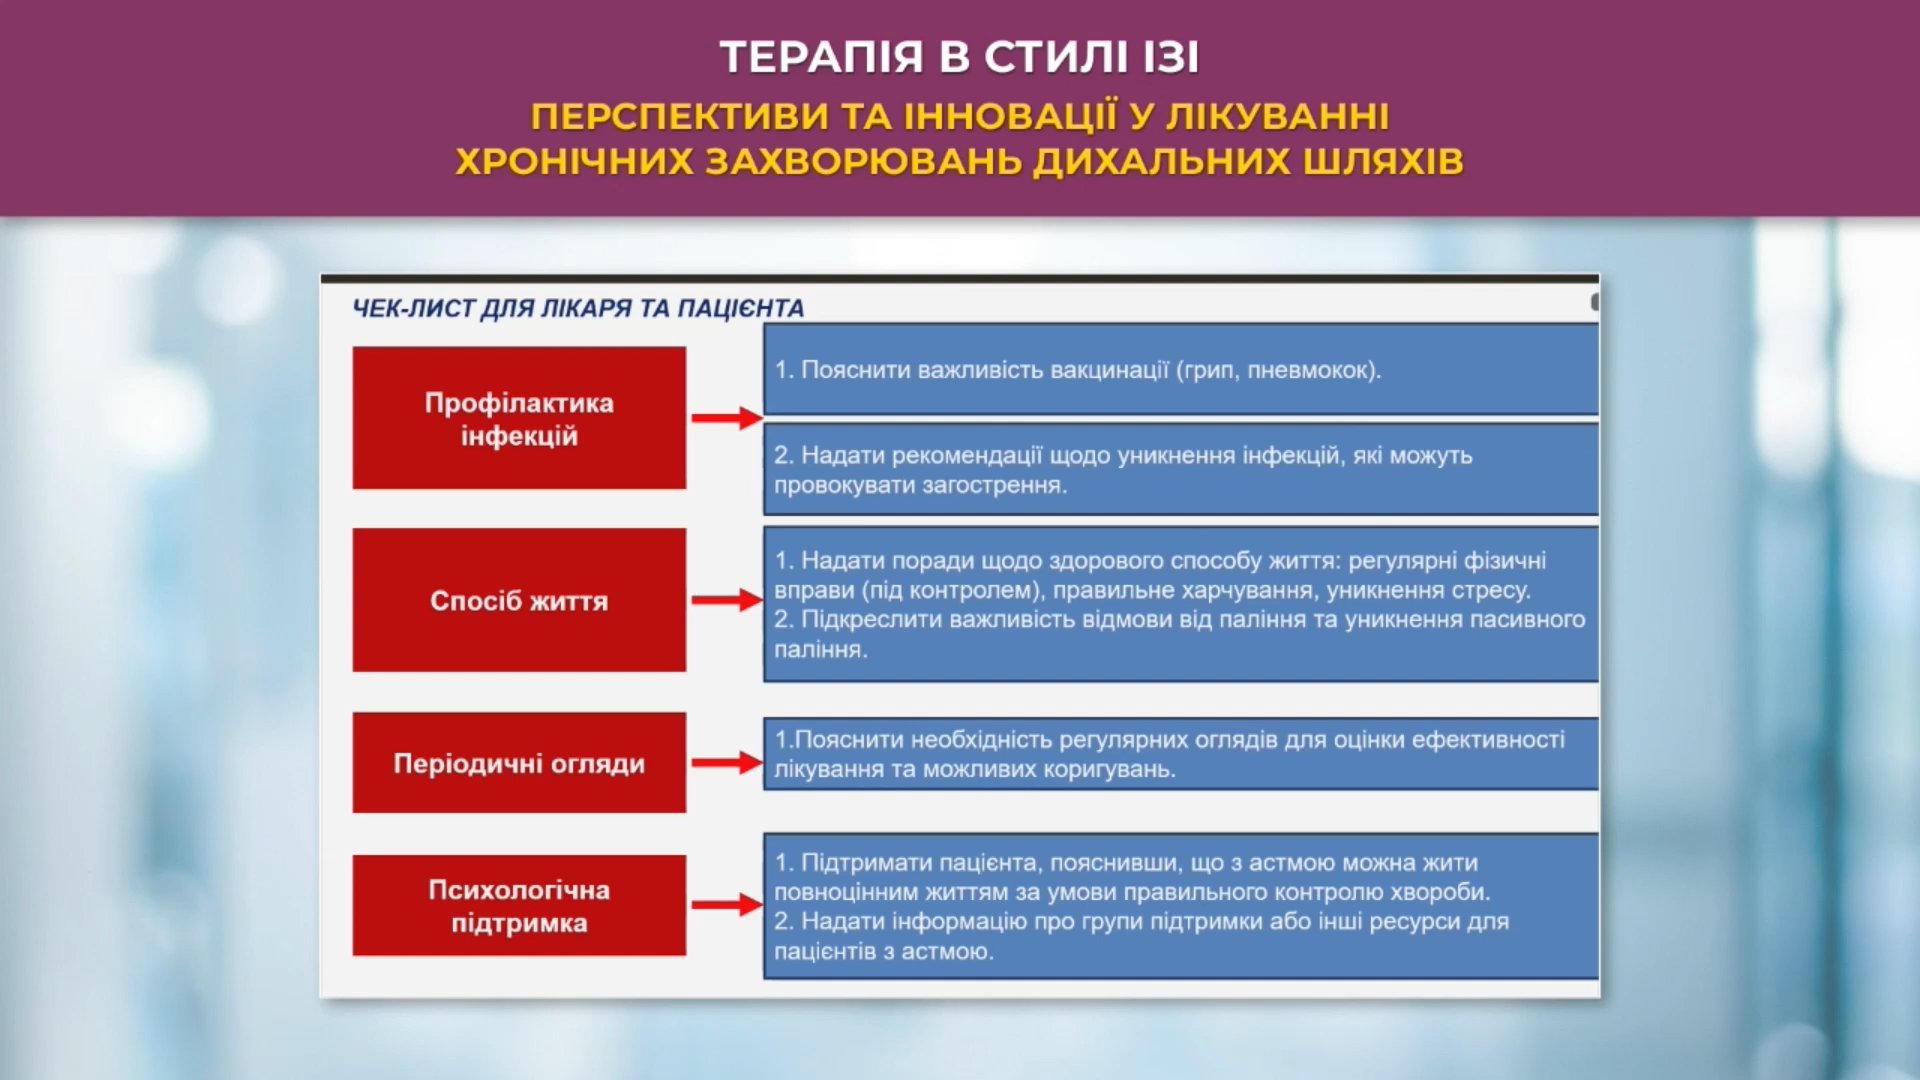 ТЕРАПІЯ В СТИЛІ ІЗІ
ПЕРСПЕКТИВИ ТА ІННОВАЦІЇ У ЛІКУВАННІ
ХРОНІЧНИХ ЗАХВОРЮВАНЬ ДИХАЛЬНИХ ШЛЯХІВ
ЧЕК-ЛИСТ ДЛЯ ЛІКАРЯ ТА ПАЦІЄНТА
Профілактика
інфекцій
1. Пояснити важливість вакцинації (грип, пневмокок).
2. Надати рекомендації щодо уникнення інфекцій, які можуть
провокувати загострення.
Спосіб життя
1. Надати поради щодо здорового способу життя: регулярні фізичні
вправи (під контролем), правильне харчування, уникнення стресу.
2. Підкреслити важливість відмови від паління та уникнення пасивного
паління.
Періодичні огляди
1.Пояснити необхідність регулярних оглядів для оцінки ефективності
лікування та можливих коригувань.
Психологічна
підтримка
1. Підтримати пацієнта, пояснивши, що з астмою можна жити
повноцінним життям за умови правильного контролю хвороби.
2. Надати інформацію про групи підтримки або інші ресурси для
пацієнтів з астмою.